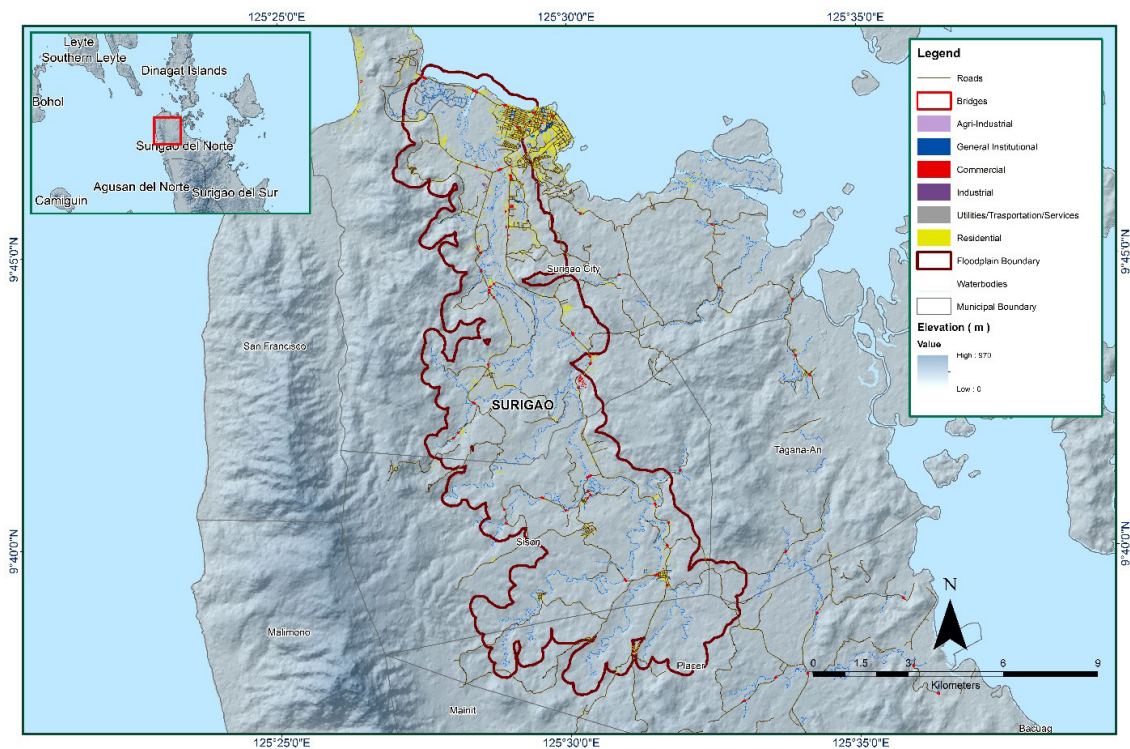 125°25'0"E
125°30'0"E
125°35'0"E
Leyte
Southern Leyte
Dinagat Islands
Bohol
Surigao del Norte
Agusan del Norte
Surigao del Sur
Camiguin
Legend
Roads
Bridges
Agri-Industrial
General Institutional
Commercial
Industrial
Utilities/Trasportation/Services
Residential
Floodplain Boundary
Waterbodies
Municipal Boundary
Elevation ( m )
Value
High : 970
Low : 0
9°45'0"N
9°45'0"N
Surigao City
San Francisco
SURIGAO
Tagana-An
9°40'0"N
9°40'0"N
Sison
N
Malimono
Placer
0
1.5
3
6
9
Kilometers
Mainit
Bacuag
125°25'0"E
125°30'0"E
125°35'0"E